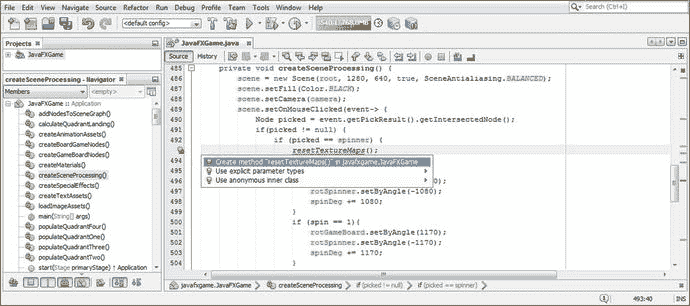 File Edit View Navigate Source Refactor Run Debug Profile Team Tools Window Help
Search (Ctrl+I)
<default config>
Projects
JavaFXGame
createSceneProcessing - Navigator
Members
<empty>
JavaFXGame :: Application
addNodesToSceneGraph()
calculateQuadrantLanding()
createAnimationAssets()
createBoardGameNodes()
createGameBoardNodes()
createMaterials()
createSceneProcessing()
createSpecialEffects()
createTextAssets()
loadImageAssets()
main(String[] args)
populateQuadrantFour()
populateQuadrantOne()
populateQuadrantThree()
populateQuadrantTwo()
start(Stage primaryStage) ↑ Application
JavaFXGame.java
Source History
485 private void createSceneProcessing() {
486 scene = new Scene(root, 1280, 640, true, SceneAntialiasing.BALANCED);
487 scene.setFill(Color.BLACK);
488 scene.setCamera(camera);
489 scene.setOnMouseClicked(event-> {
490 Node picked = event.getPickResult().getIntersectedNode();
491 if(picked != null) {
492 if (picked == spinner) {
resetTextureMaps();
494
Create method "resetTextureMaps()" in javafxgame.JavaFXGame
Use explicit parameter types
Use anonymous inner class
0);
497 rotSpinner.setByAngle(-1080);
498 spinDeg += 1080;
499 }
500 if (spin == 1){
501 rotGameBoard.setByAngle(1170);
502 rotSpinner.setByAngle(-1170);
503 spinDeg += 1170;
504 }
javafxgame.JavaFXGame createSceneProcessing if (picked != null) if (picked == spinner)
493:40 INS